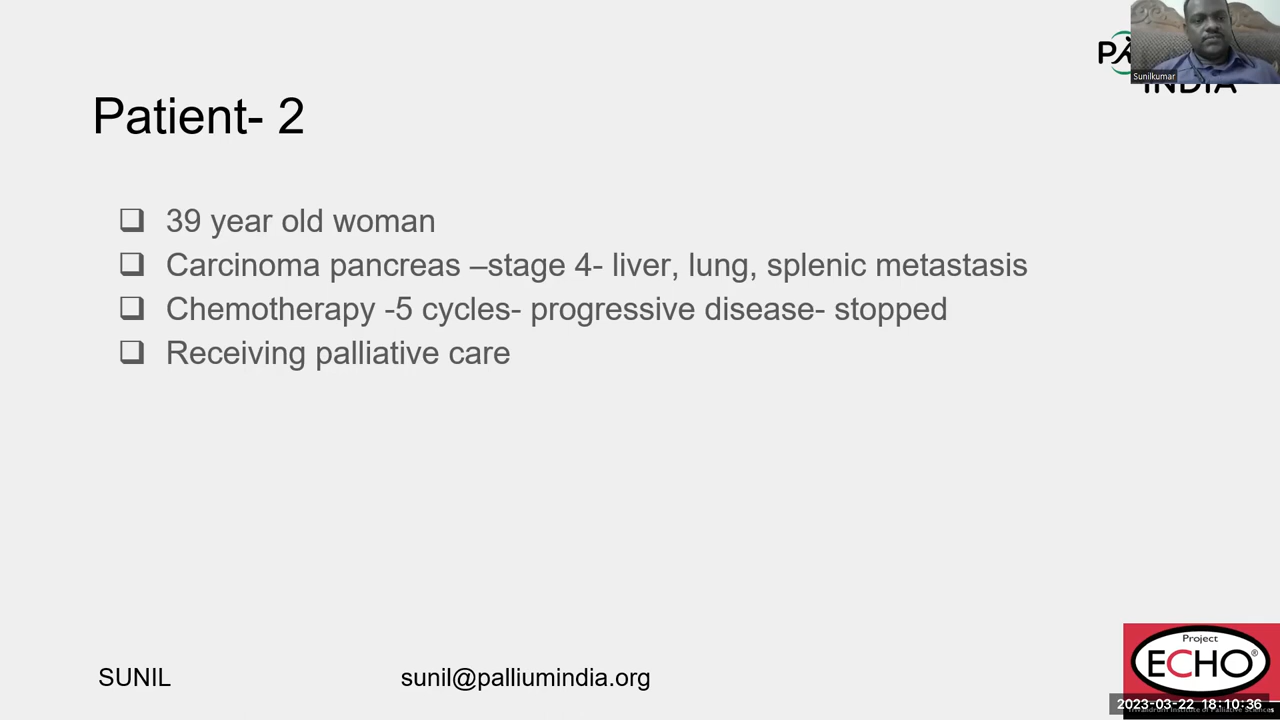 Sunilkumar
INDIA
Patient- 2
❑ 39 year old woman
❑ Carcinoma pancreas –stage 4- liver, lung, splenic metastasis
❑ Chemotherapy -5 cycles- progressive disease- stopped
❑ Receiving palliative care
SUNIL
sunil@palliumindia.org
Project
ECHO®
2023-03-22 18:10:36